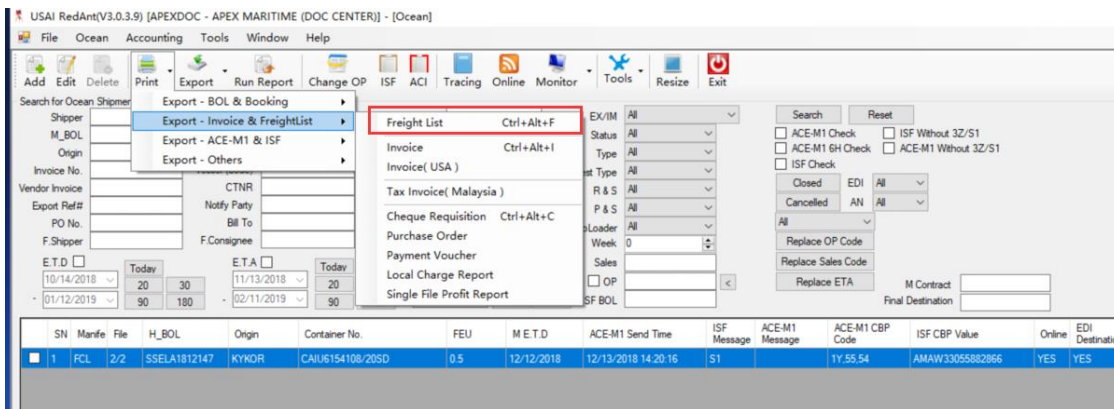 USAI RedAnt(V3.0.3.9) [APEXDOC - APEX MARITIME (DOC CENTER)] - [Ocean]
File Ocean Accounting Tools Window Help
Add Edit Delete Print Export Run Report Change OP ISF ACI Tracing Online Monitor Tools Resize Exit
Search for Ocean Shipmen
Export - BOL & Booking
Export - Invoice & FreightList
Export - ACE-M1 & ISF
Export - Others
Freight List Ctrl+Alt+F
Invoice Ctrl+Alt+I
Invoice( USA )
Tax Invoice( Malaysia )
Cheque Requisition Ctrl+Alt+C
Purchase Order
Payment Voucher
Local Charge Report
Single File Profit Report
Shipper
M_BOL
Origin
Invoice No.
Vendor Invoice CTNR
Export Ref# Notify Party
PO No. Bill To
F.Shipper F.Consignee
E.T.D E.T.A
Today Today
10/14/2018 20 30 11/13/2018 20
- 01/12/2019 90 180 - 02/11/2019 90
EX/IM All
Status All
Type All
Type All
R & S All
P & S All
Loader All
Week 0
Sales
OP <
SF BOL
Search Reset
ACE-M1 Check ISF Without 3Z/S1
ACE-M1 6H Check ACE-M1 Without 3Z/S1
ISF Check
Closed EDI All
Cancelled AN All
All
Replace OP Code
Replace Sales Code
Replace ETA M Contract
Final Destination
SN Manife File H_BOL Origin Container No. FEU M E.T.D ACE-M1 Send Time ISF Message ACE-M1 Message ACE-M1 CBP Code ISF CBP Value Online EDI Destinati
1 FCL 2/2 SSELA1812147 KYKOR CAIU6154108/20SD 0.5 12/12/2018 12/13/2018 14:20:16 S1 1Y,55,54 AMAW33055882866 YES YES